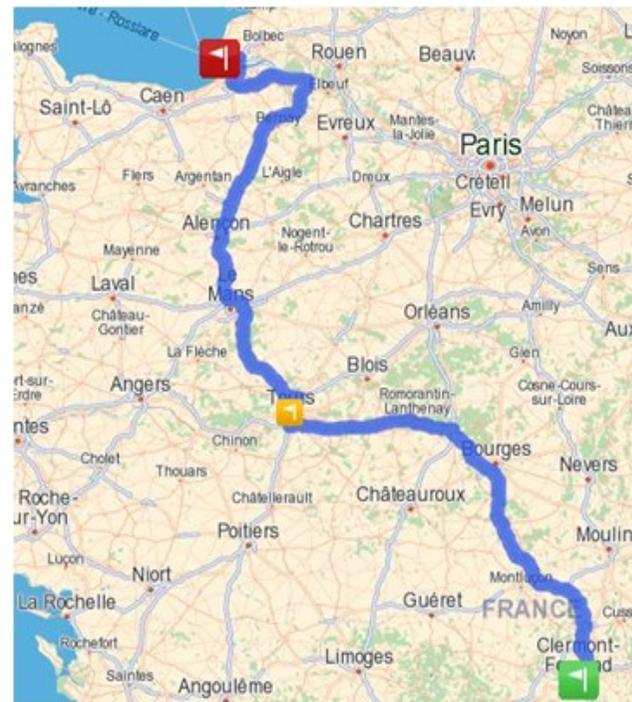 - Rosslare
Bolbec
Rouen
Beauv.
Noyon
Soissons
alognes
Elbeuf
Caen
Saint-Lô
Bernay
Evreux
Mantes-
la-Jolie
Château
Thierr
Paris
Créteil
Avranches
Flers
Argentan
L'Aigle
Dreux
Evry
Melun
Avon
Alençon
Nogent-
le-Rotrou
Chartres
Mayenne
Sens
Laval
Le
Mans
Château-
Gontier
Orléans
Amilly
Aux
La Flèche
Blois
Gien
Angers
Tours
Romorantin-
Lanthenay
Cosne-Cours-
sur-Loire
Chinon
Bourges
Cholet
Nevers
Thouars
Roche-
ur-Yon
Châtellerault
Châteauroux
Poitiers
Moulin
Luçon
Niort
Montluçon
La Rochelle
Guéret
FRANCE
Cuss
Rochefort
Clermont-
Limoges
Saintes
Angoulême